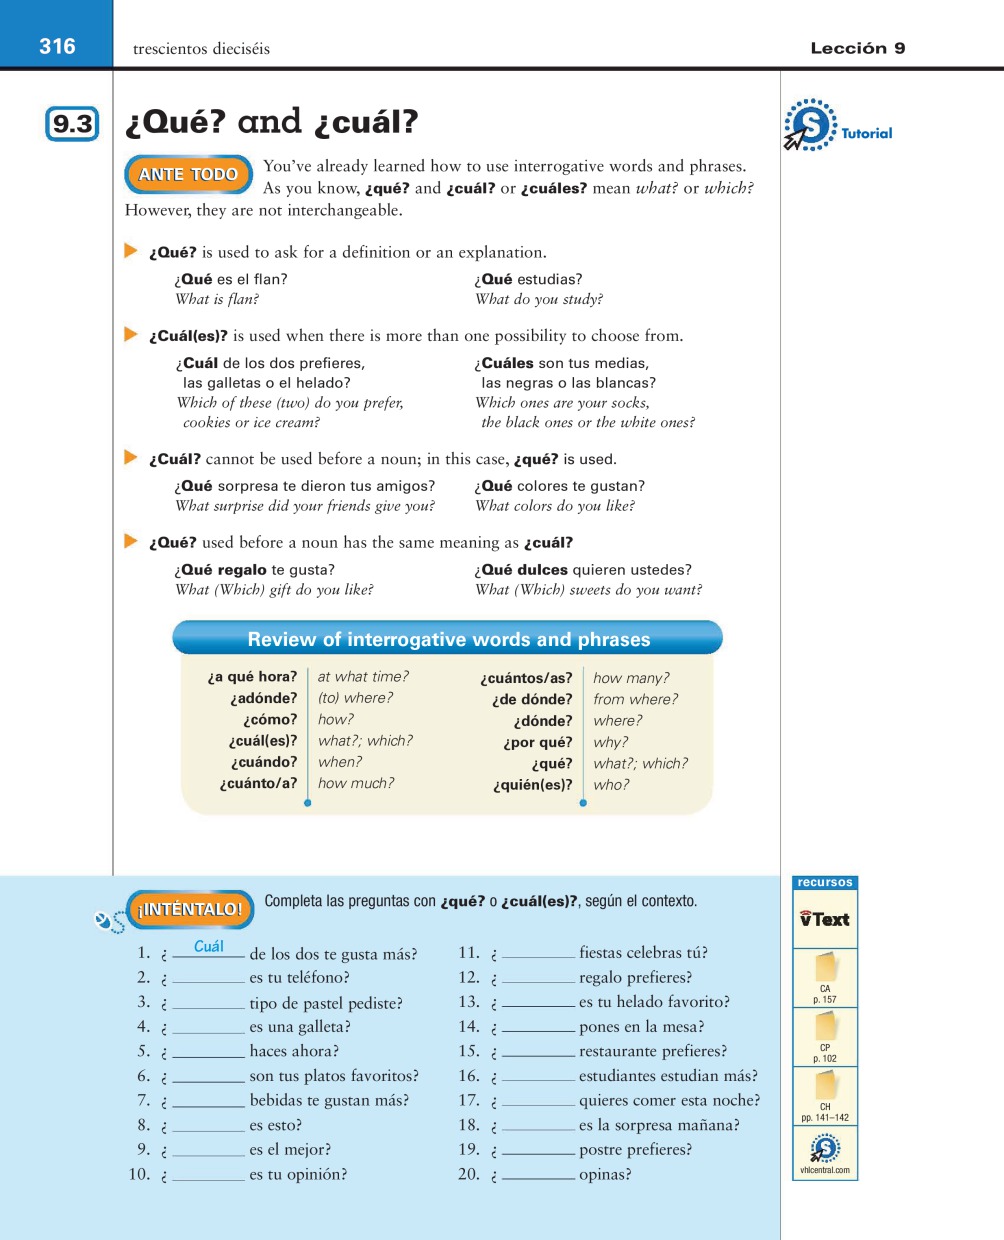 316
trescientos dieciséis
Lección 9
9.3
¿Qué? and ¿cuál?
Tutorial
ANTE TODO
You've already learned how to use interrogative words and phrases.
As you know, ¿qué? and ¿cuál? or ¿cuáles? mean what? or which?
However, they are not interchangeable.
¿Qué? is used to ask for a definition or an explanation.
¿Qué es el flan?
What is flan?
¿Qué estudias?
What do you study?
¿Cuál(es)? is used when there is more than one possibility to choose from.
¿Cuál de los dos prefieres,
las galletas o el helado?
Which of these (two) do you prefer,
cookies or ice cream?
¿Cuáles son tus medias,
las negras o las blancas?
Which ones are your socks,
the black ones or the white ones?
¿Cuál? cannot be used before a noun; in this case, ¿qué? is used.
¿Qué sorpresa te dieron tus amigos?
What surprise did your friends give you?
¿Qué colores te gustan?
What colors do you like?
¿Qué? used before a noun has the same meaning as ¿cuál?
¿Qué regalo te gusta?
What (Which) gift do you like?
¿Qué dulces quieren ustedes?
What (Which) sweets do you want?
Review of interrogative words and phrases
¿a qué hora? at what time?
¿adónde? (to) where?
¿cómo? how?
¿cuál(es)? what?; which?
¿cuándo? when?
¿cuánto/a? how much?
¿cuántos/as? how many?
¿de dónde? from where?
¿dónde? where?
¿por qué? why?
¿qué? what?; which?
¿quién(es)? who?
¡INTÉNTALO!
Completa las preguntas con ¿qué? o ¿cuál(es)?, según el contexto.
1. ¿ Cuál de los dos te gusta más?
2. ¿ ________ es tu teléfono?
3. ¿ ________ tipo de pastel pediste?
4. ¿ ________ es una galleta?
5. ¿ ________ haces ahora?
6. ¿ ________ son tus platos favoritos?
7. ¿ ________ bebidas te gustan más?
8. ¿ ________ es esto?
9. ¿ ________ es el mejor?
10. ¿ ________ es tu opinión?
11. ¿ ________ fiestas celebras tú?
12. ¿ ________ regalo prefieres?
13. ¿ ________ es tu helado favorito?
14. ¿ ________ pones en la mesa?
15. ¿ ________ restaurante prefieres?
16. ¿ ________ estudiantes estudian más?
17. ¿ ________ quieres comer esta noche?
18. ¿ ________ es la sorpresa mañana?
19. ¿ ________ postre prefieres?
20. ¿ ________ opinas?
recursos
vText
CA
p. 157
CP
p. 102
CH
pp. 141–142
vhlcentral.com